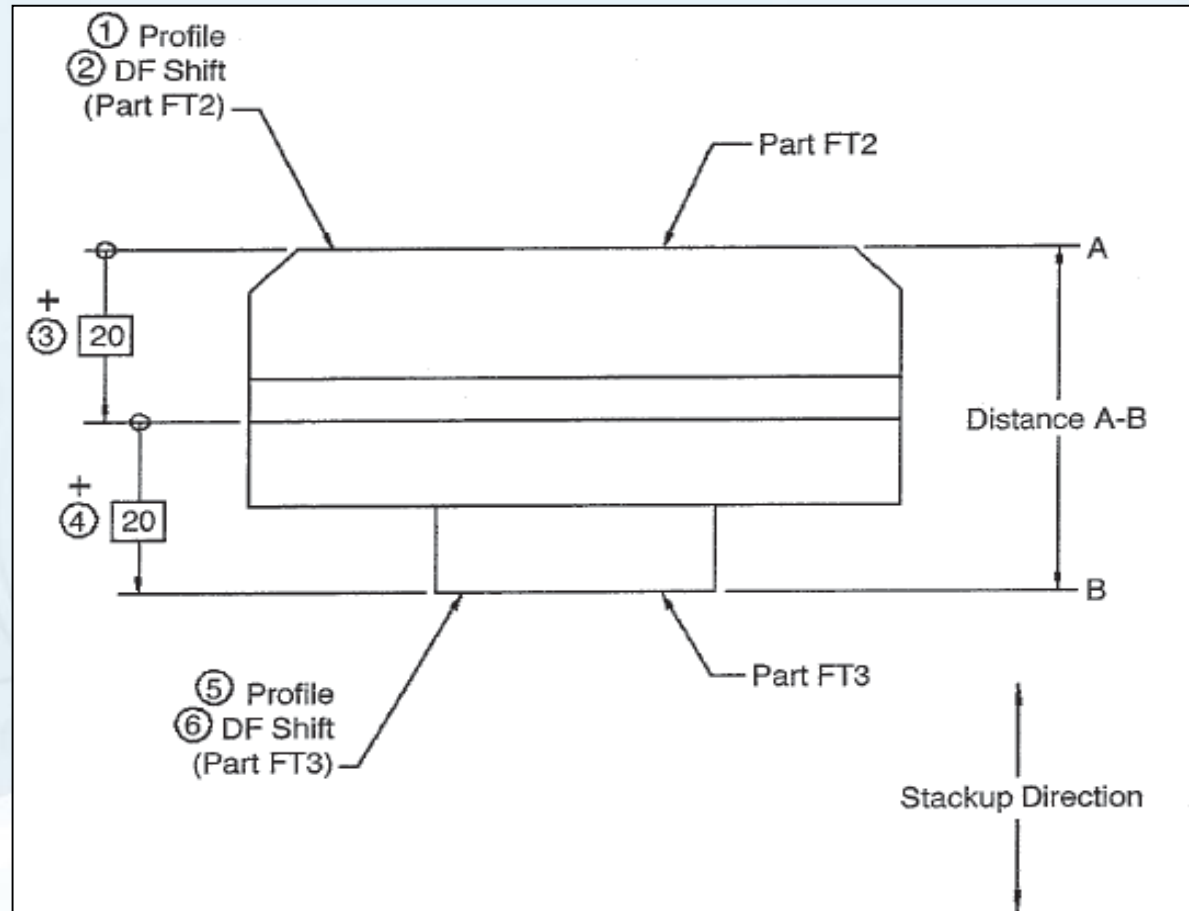 ① Profile
② DF Shift
(Part FT2)
Part FT2
A
+
③ 20
Distance A-B
+
④ 20
B
Part FT3
⑤ Profile
⑥ DF Shift
(Part FT3)
Stackup Direction